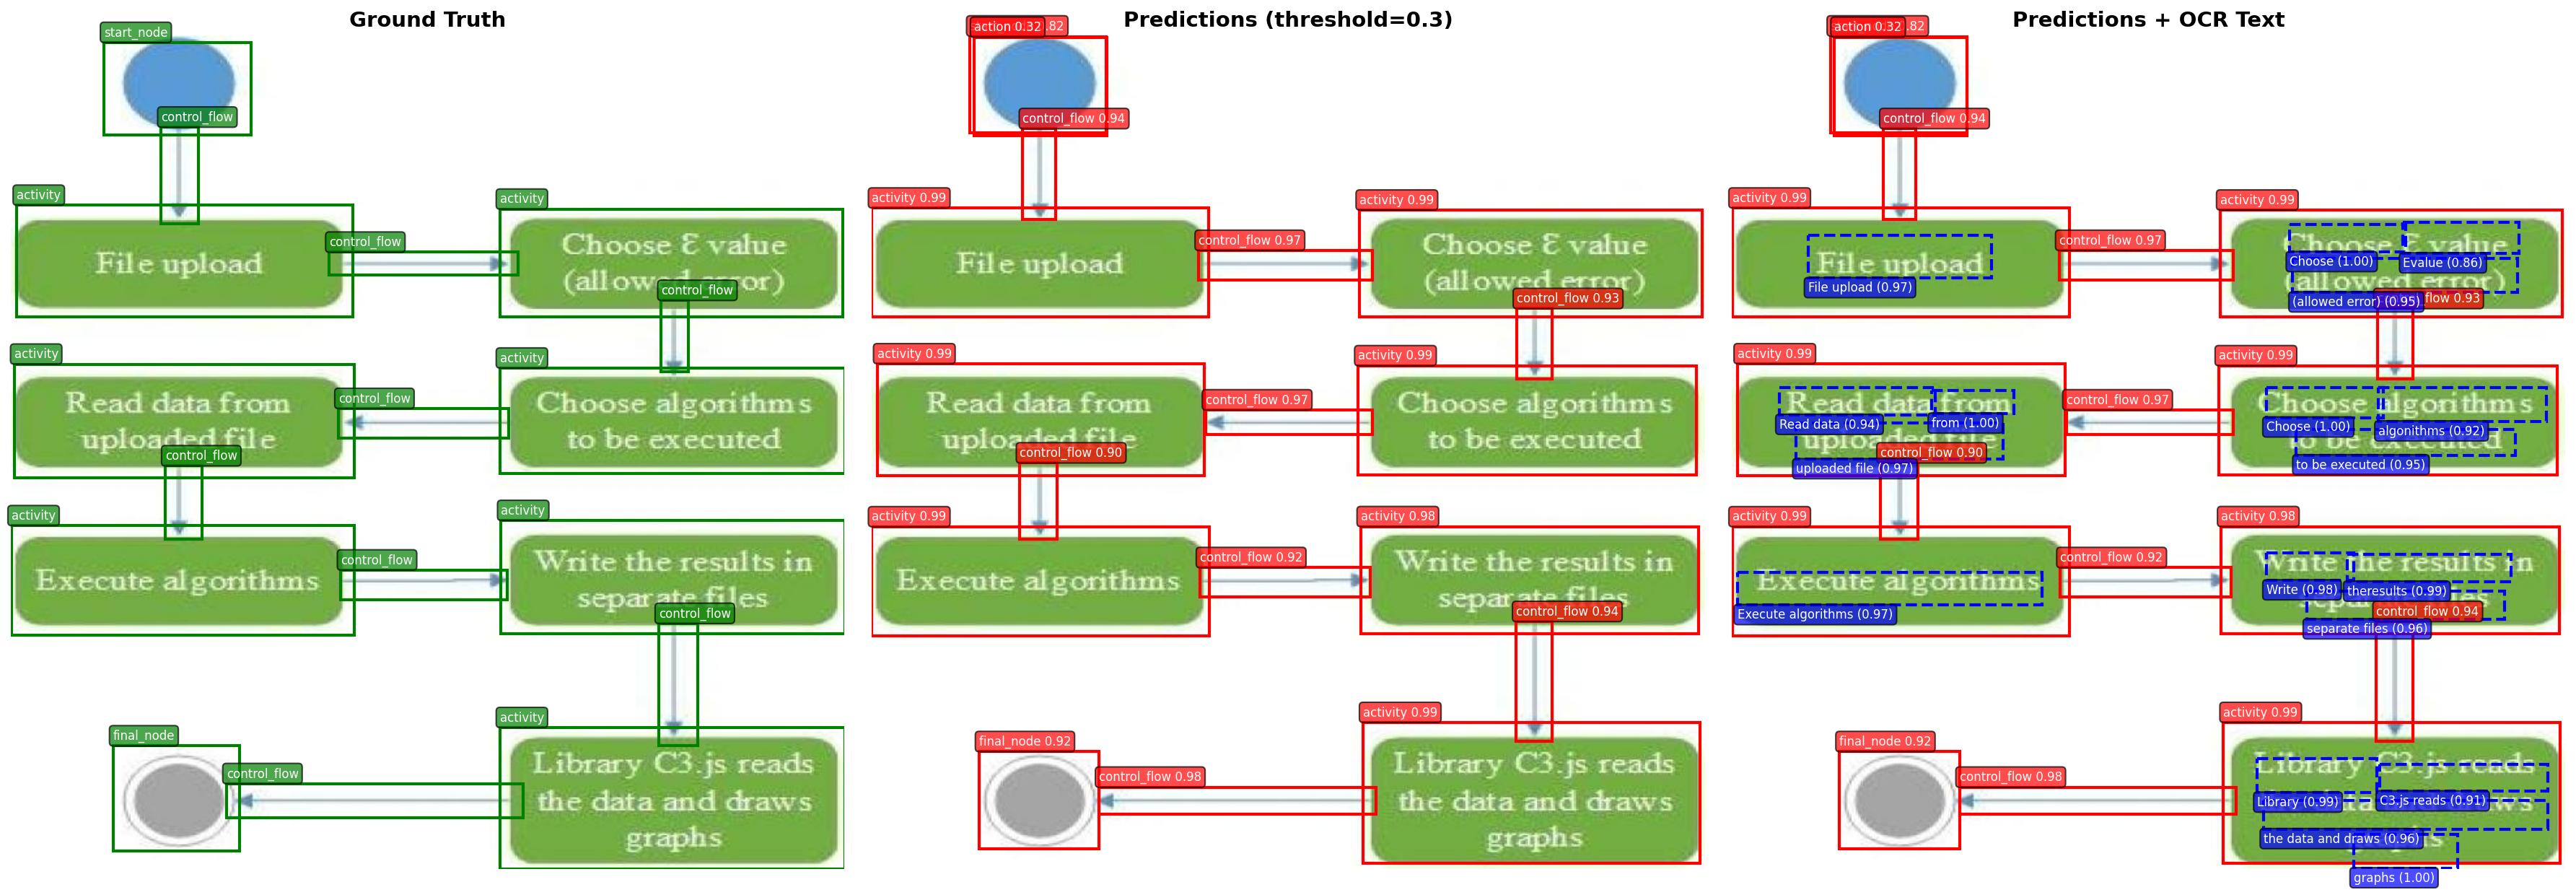 Ground Truth
start_node
control_flow
activity
File upload
control_flow
activity
Choose Ɛ value
(allowed error)
control_flow
activity
Read data from
uploaded file
control_flow
control_flow
activity
Choose algorithms
to be executed
activity
Execute algorithms
control_flow
activity
Write the results in
separate files
control_flow
final_node
control_flow
activity
Library C3.js reads
the data and draws
graphs
Predictions (threshold=0.3)
action 0.32
.82
control_flow 0.94
activity 0.99
File upload
control_flow 0.97
activity 0.99
Choose Ɛ value
(allowed error)
control_flow 0.93
activity 0.99
Read data from
uploaded file
control_flow 0.90
control_flow 0.97
activity 0.99
Choose algorithms
to be executed
activity 0.99
Execute algorithms
control_flow 0.92
activity 0.98
Write the results in
separate files
control_flow 0.94
final_node 0.92
control_flow 0.98
activity 0.99
Library C3.js reads
the data and draws
graphs
Predictions + OCR Text
action 0.32
.82
control_flow 0.94
activity 0.99
File upload
File upload (0.97)
control_flow 0.97
activity 0.99
Choose Ɛ value
Choose (1.00)
Evalue (0.86)
(allowed error)
(allowed error) (0.95)
flow 0.93
activity 0.99
Read data from
Read data (0.94)
from (1.00)
uploaded file
control_flow 0.90
uploaded file (0.97)
control_flow 0.97
activity 0.99
Choose algorithms
Choose (1.00)
algorithms (0.92)
to be executed
to be executed (0.95)
activity 0.99
Execute algorithms
Execute algorithms (0.97)
control_flow 0.92
activity 0.98
Write the results in
Write (0.98)
theresults (0.99)
control_flow 0.94
separate files (0.96)
final_node 0.92
control_flow 0.98
activity 0.99
Library C3.js reads
Library (0.99)
C3.js reads (0.91)
the data and draws (0.96)
graphs (1.00)